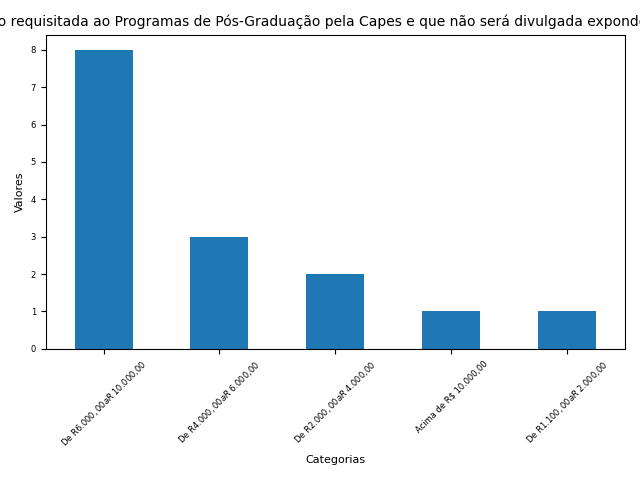 o requisitada ao Programas de Pós-Graduação pela Capes e que não será divulgada expond
Valores
8
7
6
5
4
3
2
1
0
De R6.000,00aR 10.000,00
De R4.000,00aR 6.000,00
De R2.000,00aR 4.000,00
Acima de R$ 10.000,00
De R1.100,00aR 2.000,00
Categorias